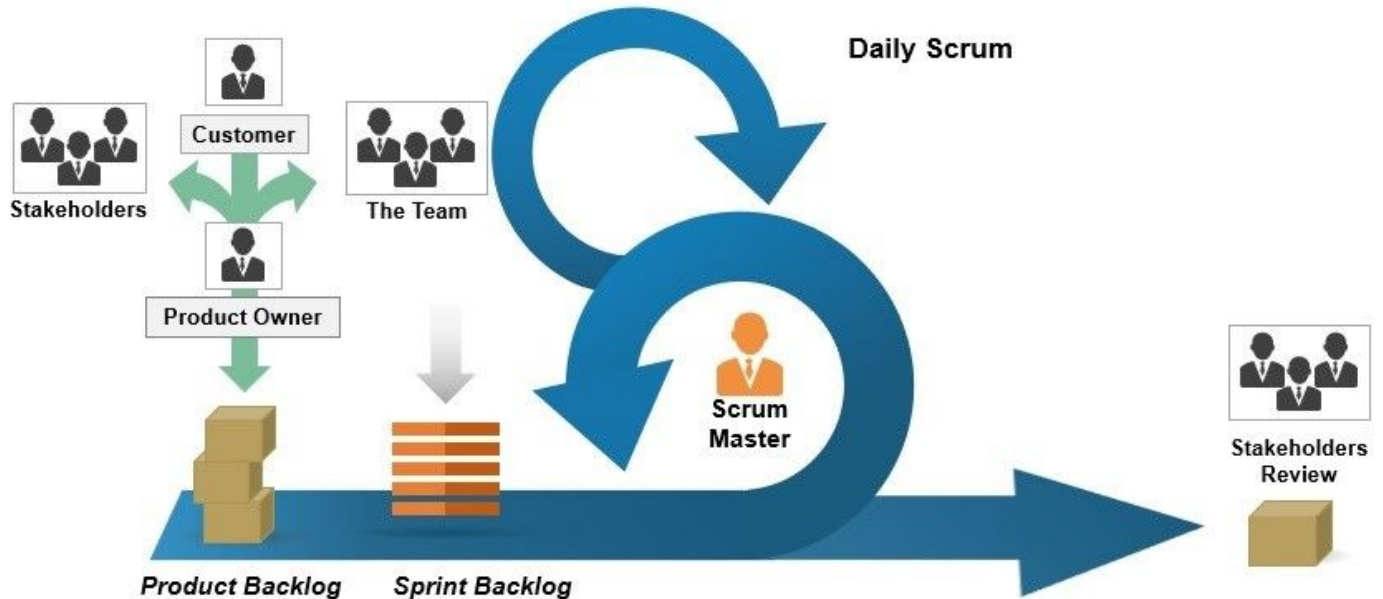 Daily Scrum
Customer
Stakeholders
The Team
Product Owner
Scrum
Master
Stakeholders
Review
Product Backlog
Sprint Backlog